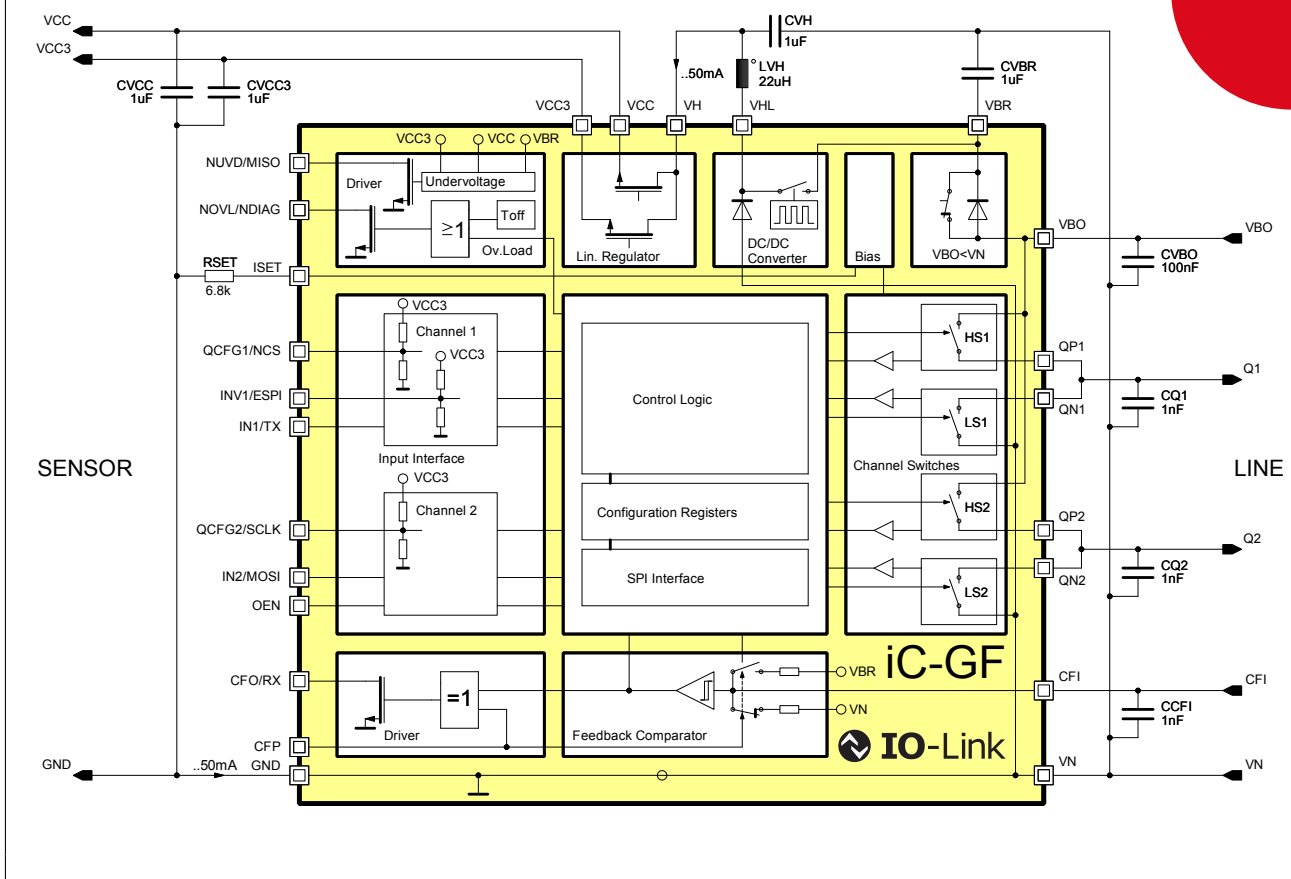 VCC
VCC3
CVCC
1uF
CVCC3
1uF
CVH
1uF
..50mA
LVH
22uH
CVBR
1uF
VCC3
VCC
VH
VHL
VBR
NUVD/MISO
NOVL/NDIAG
RSET
6.8k
ISET
Driver
VCC3
VCC
VBR
Undervoltage
≥1
Toff
Ov.Load
Lin. Regulator
DC/DC
Converter
Bias
VBO<VN
VBO
VBO
CVBO
100nF
VCC3
Channel 1
VCC3
QCFG1/NCS
INV1/ESPI
IN1/TX
Input Interface
Control Logic
HS1
LS1
Channel Switches
QP1
QN1
Q1
CQ1
1nF
SENSOR
LINE
VCC3
Channel 2
QCFG2/SCLK
IN2/MOSI
OEN
Configuration Registers
SPI Interface
HS2
LS2
QP2
QN2
Q2
CQ2
1nF
iC-GF
CFO/RX
=1
Driver
CFP
Feedback Comparator
VBR
VN
CFI
CFI
CCFI
1nF
IO-Link
GND
..50mA
GND
VN
VN